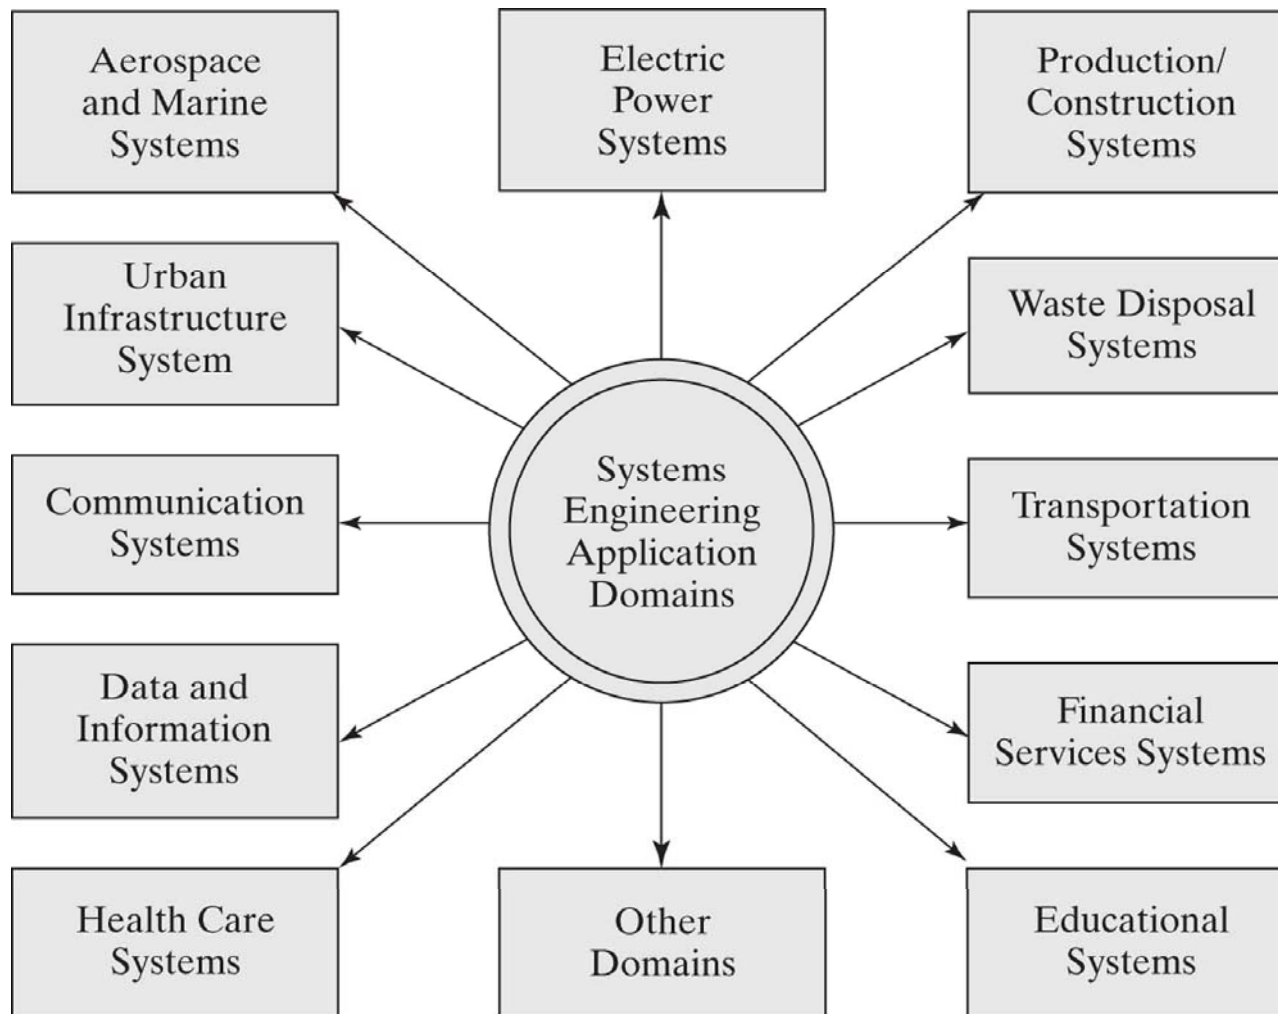 Aerospace
and Marine
Systems
Electric
Power
Systems
Production/
Construction
Systems
Urban
Infrastructure
System
Waste Disposal
Systems
Communication
Systems
Systems
Engineering
Application
Domains
Transportation
Systems
Data and
Information
Systems
Financial
Services Systems
Health Care
Systems
Other
Domains
Educational
Systems